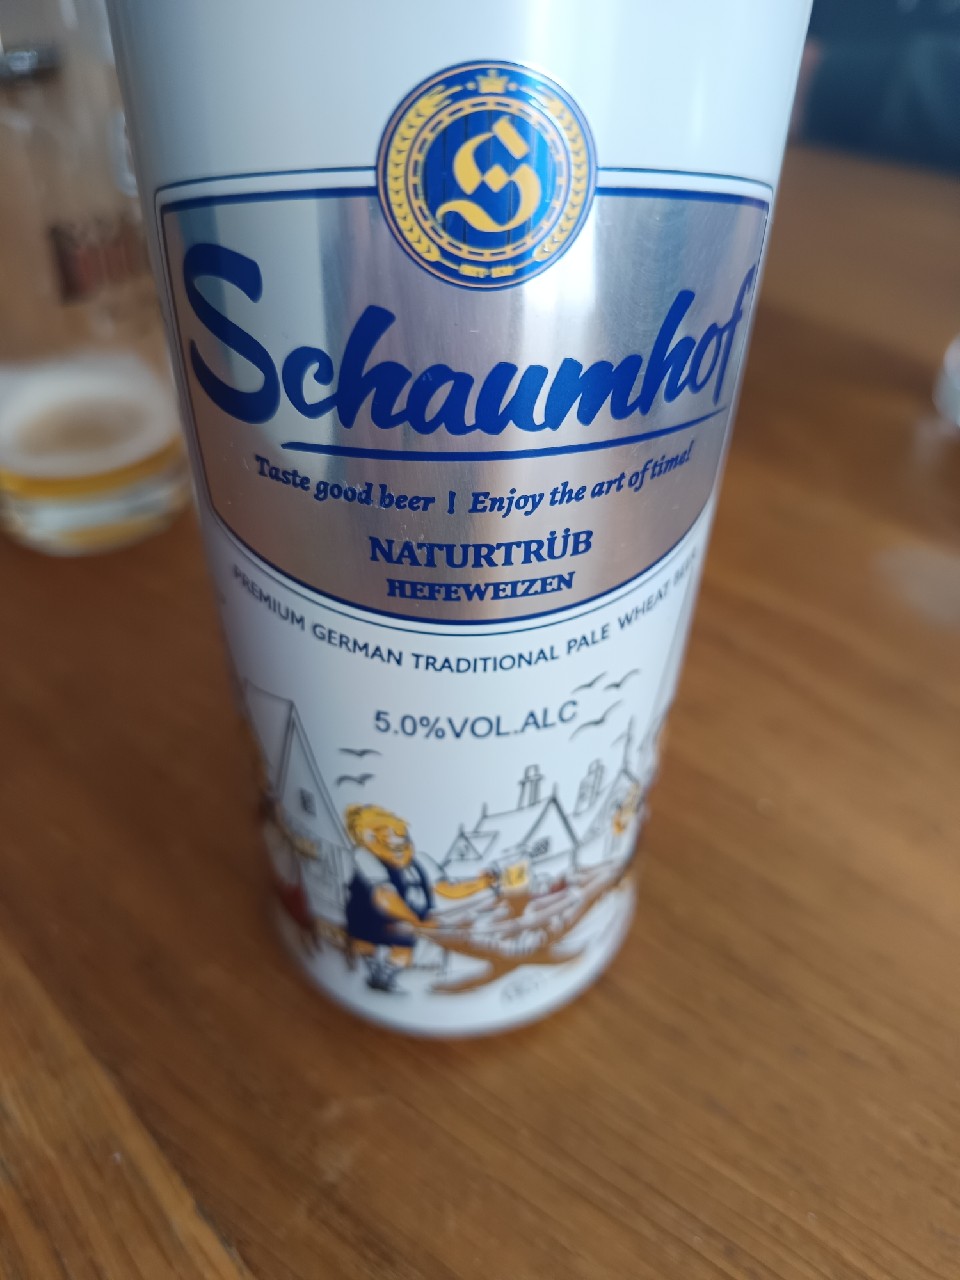 S
Schaumhof
Taste good beer | Enjoy the art of time!
NATURTRÜB
HEFEWEIZEN
PREMIUM GERMAN TRADITIONAL PALE WHEAT BEER
5.0%VOL.ALC